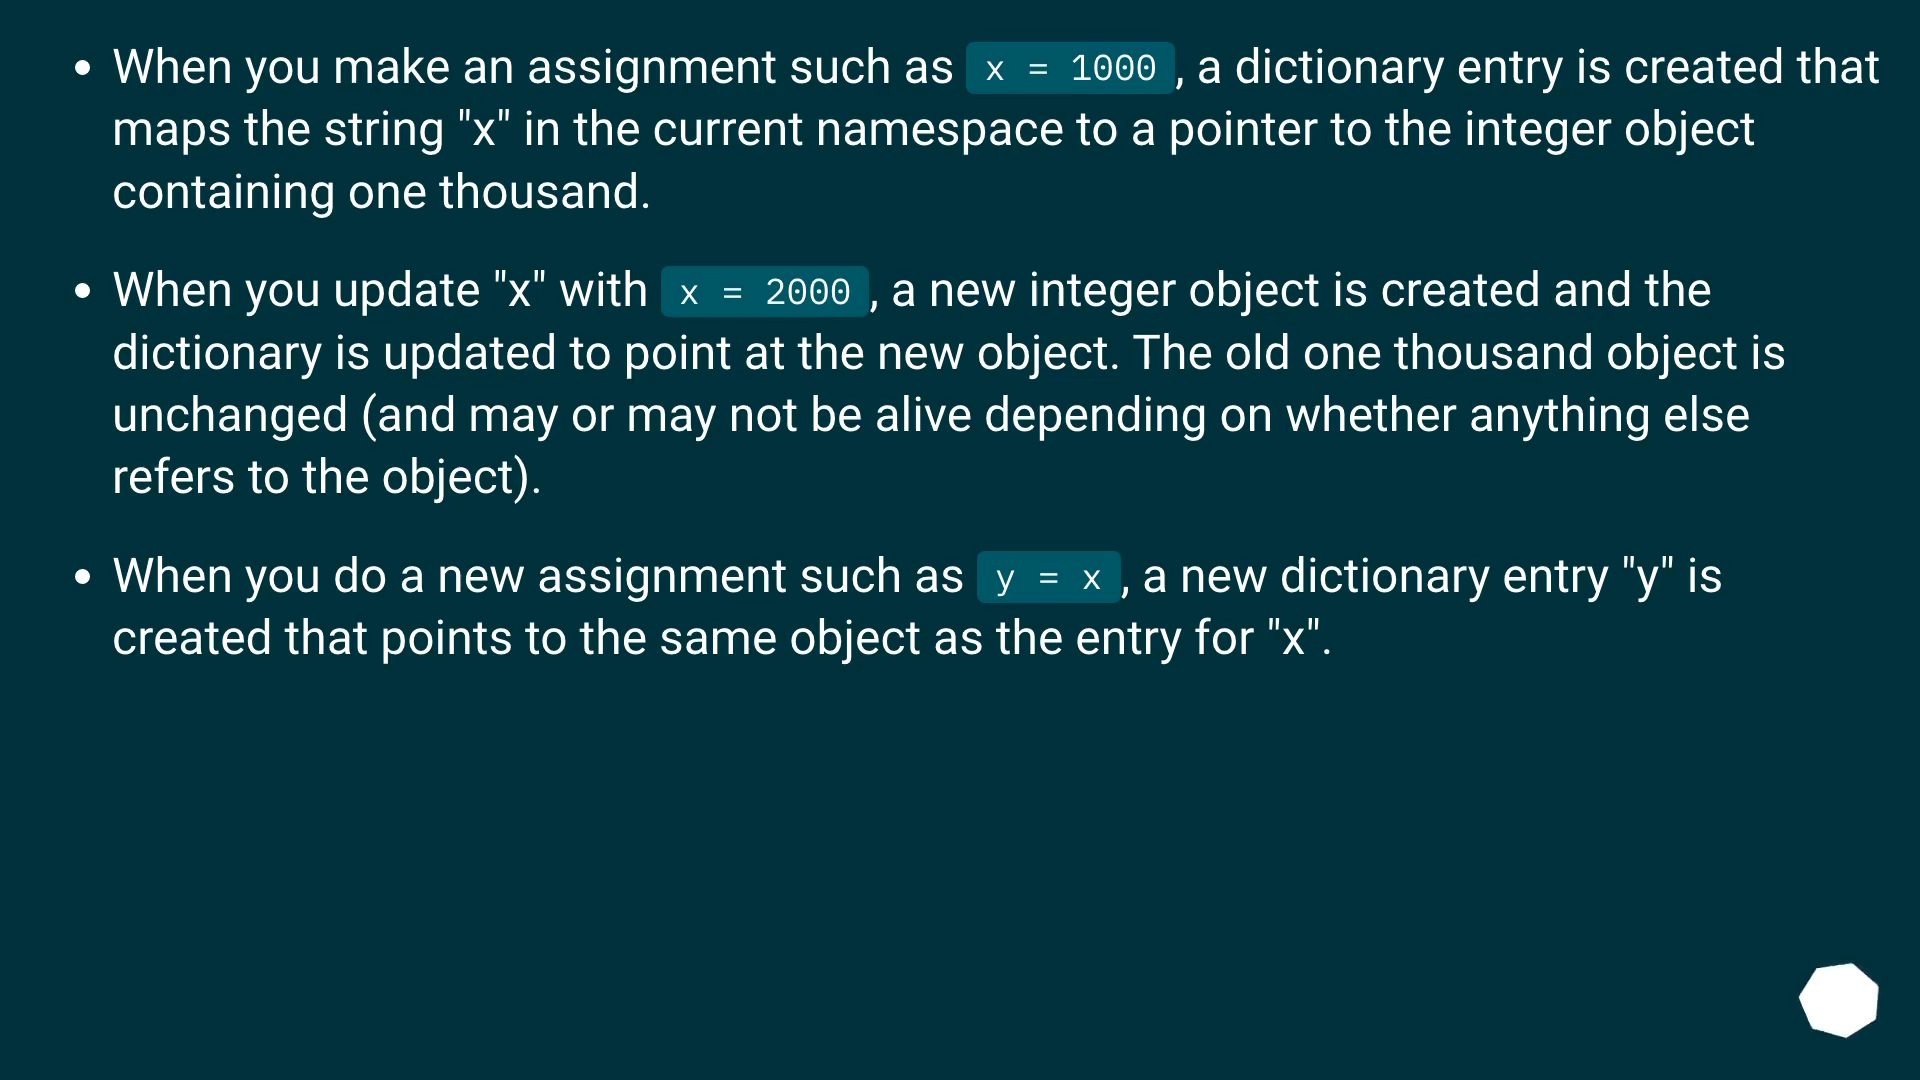 • When you make an assignment such as x = 1000, a dictionary entry is created that
maps the string "x" in the current namespace to a pointer to the integer object
containing one thousand.
• When you update "x" with x = 2000, a new integer object is created and the
dictionary is updated to point at the new object. The old one thousand object is
unchanged (and may or may not be alive depending on whether anything else
refers to the object).
• When you do a new assignment such as y = x, a new dictionary entry "y" is
created that points to the same object as the entry for "x".